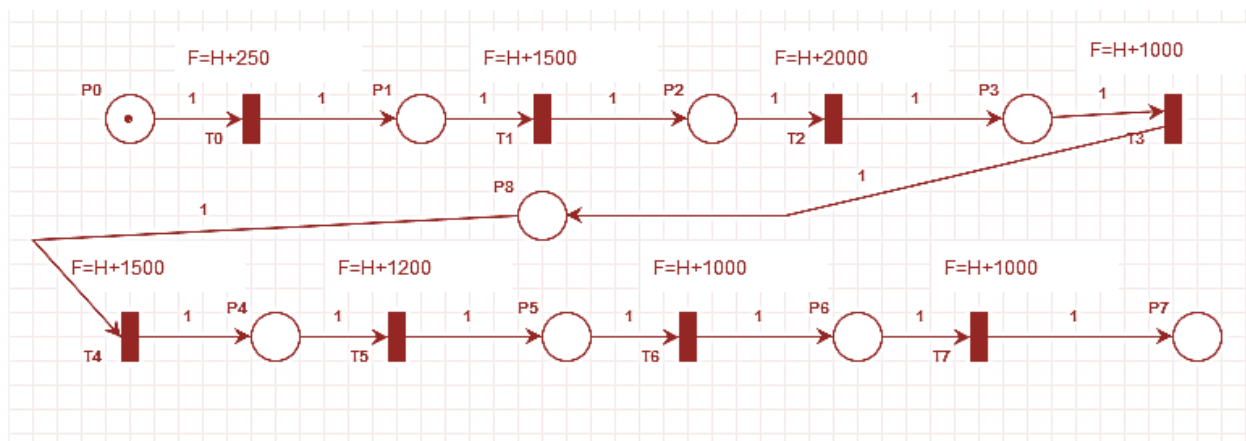 F=H+250
F=H+1500
F=H+2000
F=H+1000
P0
1
1
P1
1
1
P2
1
1
P3
1
T0
T1
T2
T3
1
P8
1
F=H+1500
F=H+1200
F=H+1000
F=H+1000
1
P4
1
1
P5
1
1
P6
1
1
P7
T4
T5
T6
T7